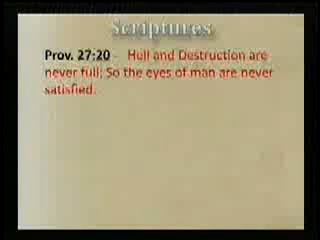 Scriptures
Prov. 27:20 - Hell and Destruction are
never full; So the eyes of man are never
satisfied.